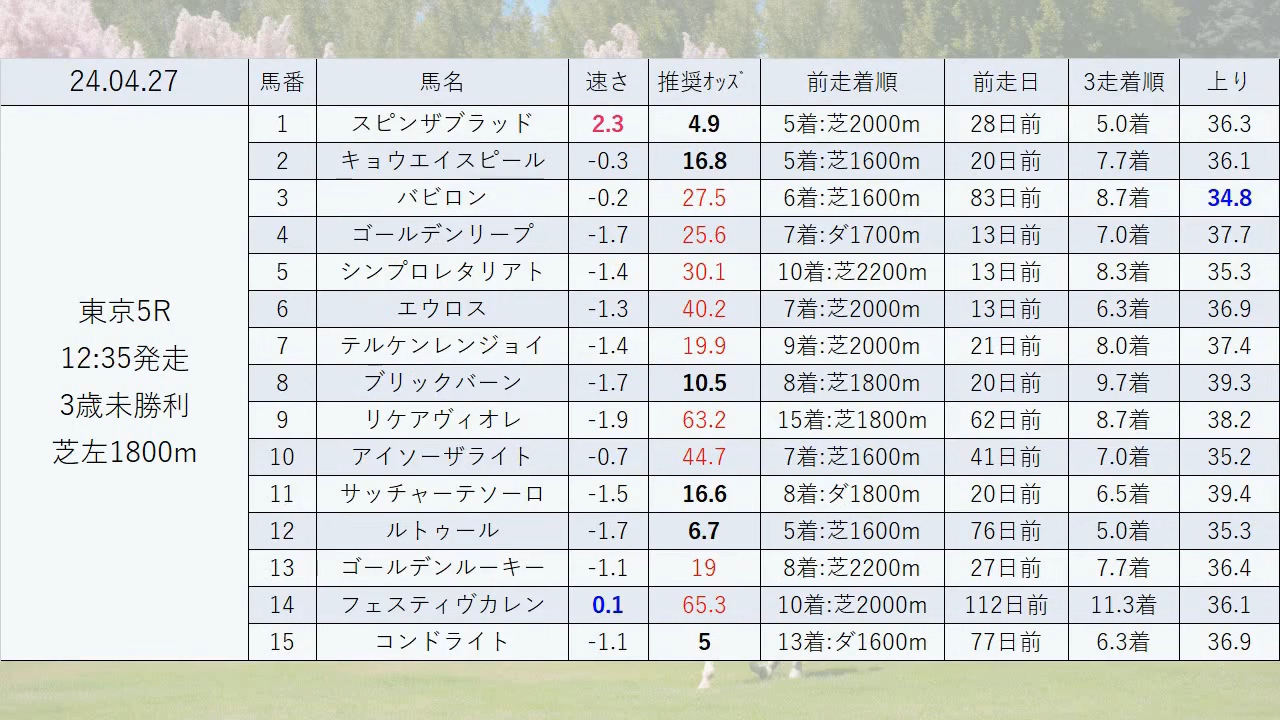 24.04.27 馬番 馬名 速さ 推奨ｵｯｽﾞ 前走着順 前走日 3走着順 上り
東京5R
12:35発走
3歳未勝利
芝左1800m
1 スピンザブラッド 2.3 4.9 5着:芝2000m 28日前 5.0着 36.3
2 キョウエイスピール -0.3 16.8 5着:芝1600m 20日前 7.7着 36.1
3 バビロン -0.2 27.5 6着:芝1600m 83日前 8.7着 34.8
4 ゴールデンリープ -1.7 25.6 7着:ダ1700m 13日前 7.0着 37.7
5 シンプロレタリアト -1.4 30.1 10着:芝2200m 13日前 8.3着 35.3
6 エウロス -1.3 40.2 7着:芝2000m 13日前 6.3着 36.9
7 テルケンレンジョイ -1.4 19.9 9着:芝2000m 21日前 8.0着 37.4
8 ブリックバーン -1.7 10.5 8着:芝1800m 20日前 9.7着 39.3
9 リケアヴィオレ -1.9 63.2 15着:芝1800m 62日前 8.7着 38.2
10 アイソーザライト -0.7 44.7 7着:芝1600m 41日前 7.0着 35.2
11 サッチャーテソーロ -1.5 16.6 8着:ダ1800m 20日前 6.5着 39.4
12 ルトゥール -1.7 6.7 5着:芝1600m 76日前 5.0着 35.3
13 ゴールデンルーキー -1.1 19 8着:芝2200m 27日前 7.7着 36.4
14 フェスティヴカレン 0.1 65.3 10着:芝2000m 112日前 11.3着 36.1
15 コンドライト -1.1 5 13着:ダ1600m 77日前 6.3着 36.9